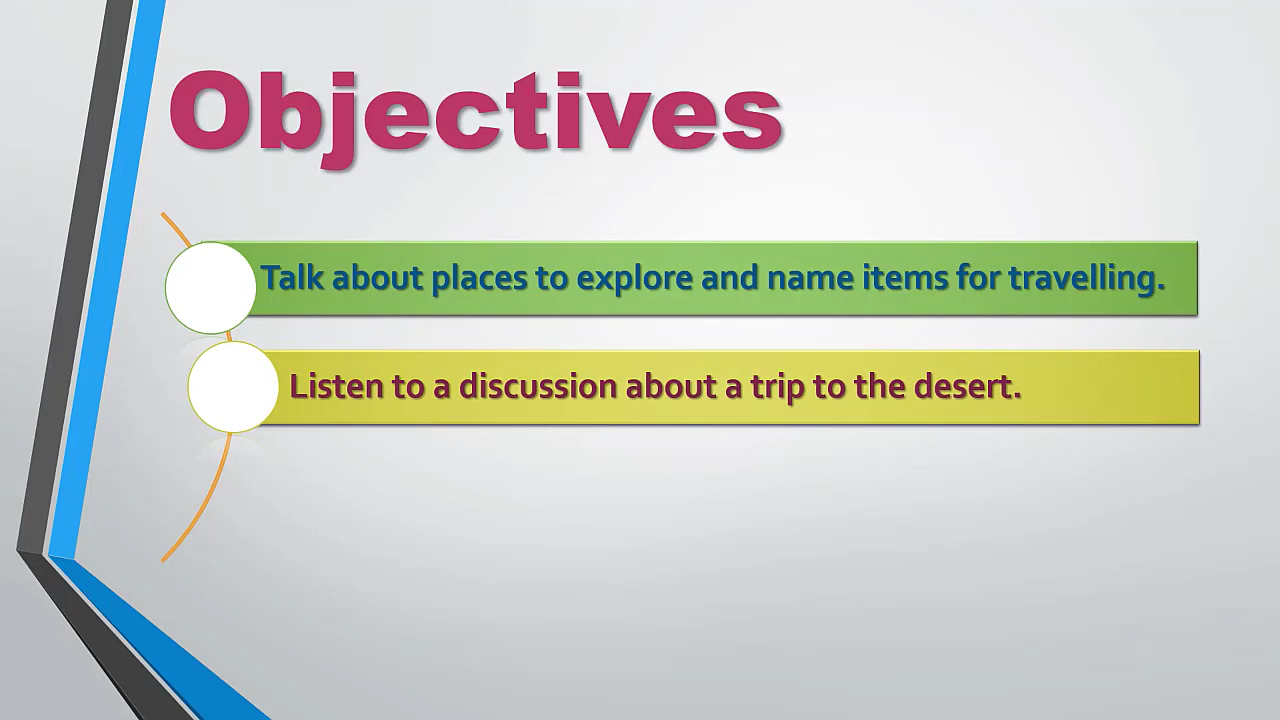 Objectives
Talk about places to explore and name items for travelling.
Listen to a discussion about a trip to the desert.